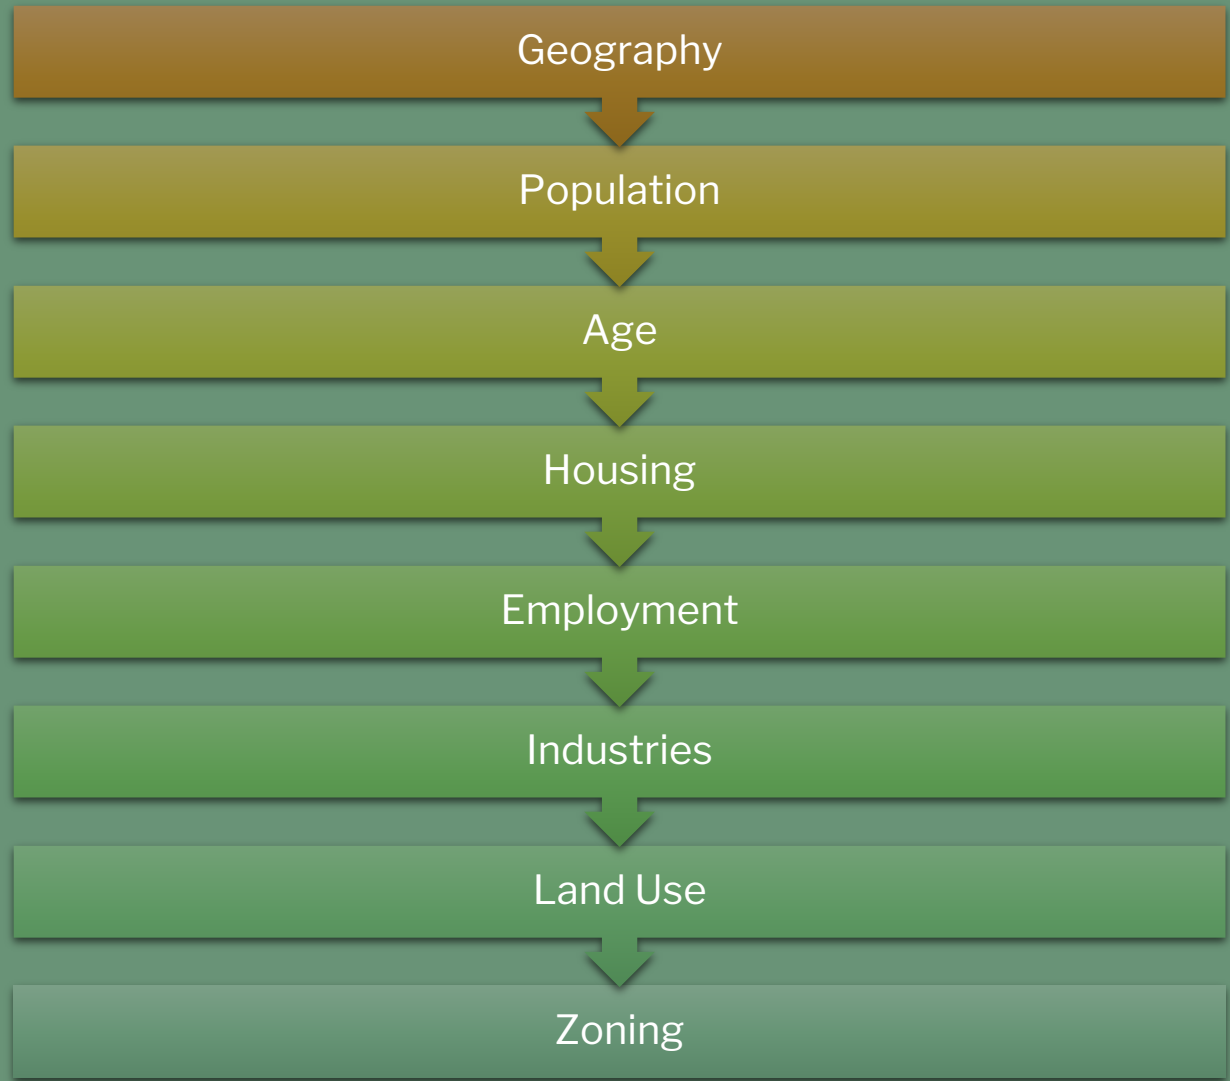 Geography
Population
Age
Housing
Employment
Industries
Land Use
Zoning